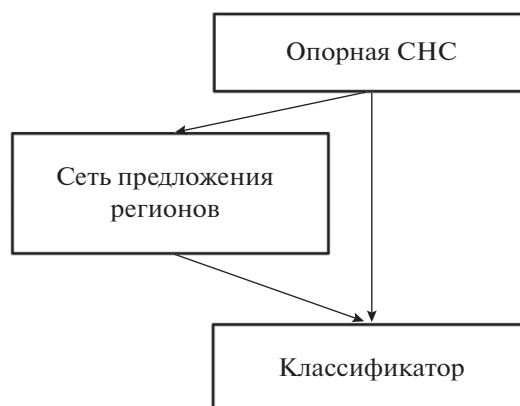 Опорная СНС
Сеть предложения
регионов
Классификатор